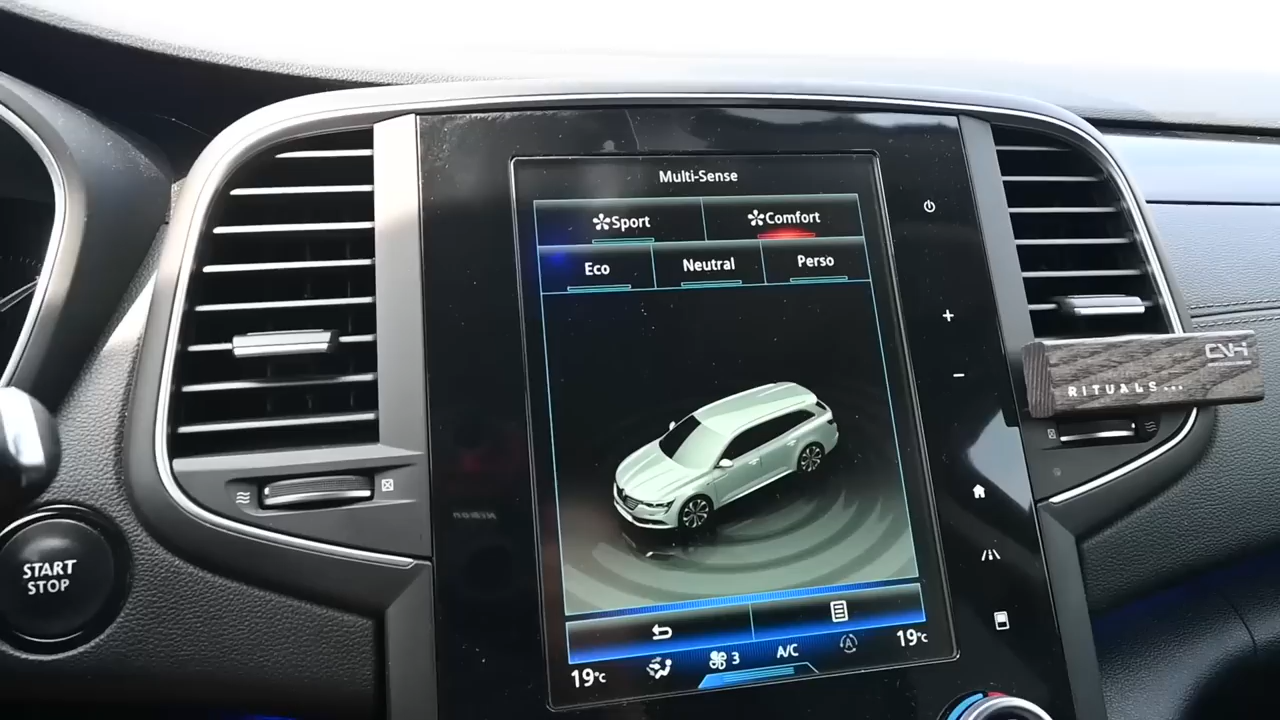 Multi-Sense
Sport
Comfort
Eco
Neutral
Perso
RITUALS...
START
STOP
19°C
3
A/C
A
19°C